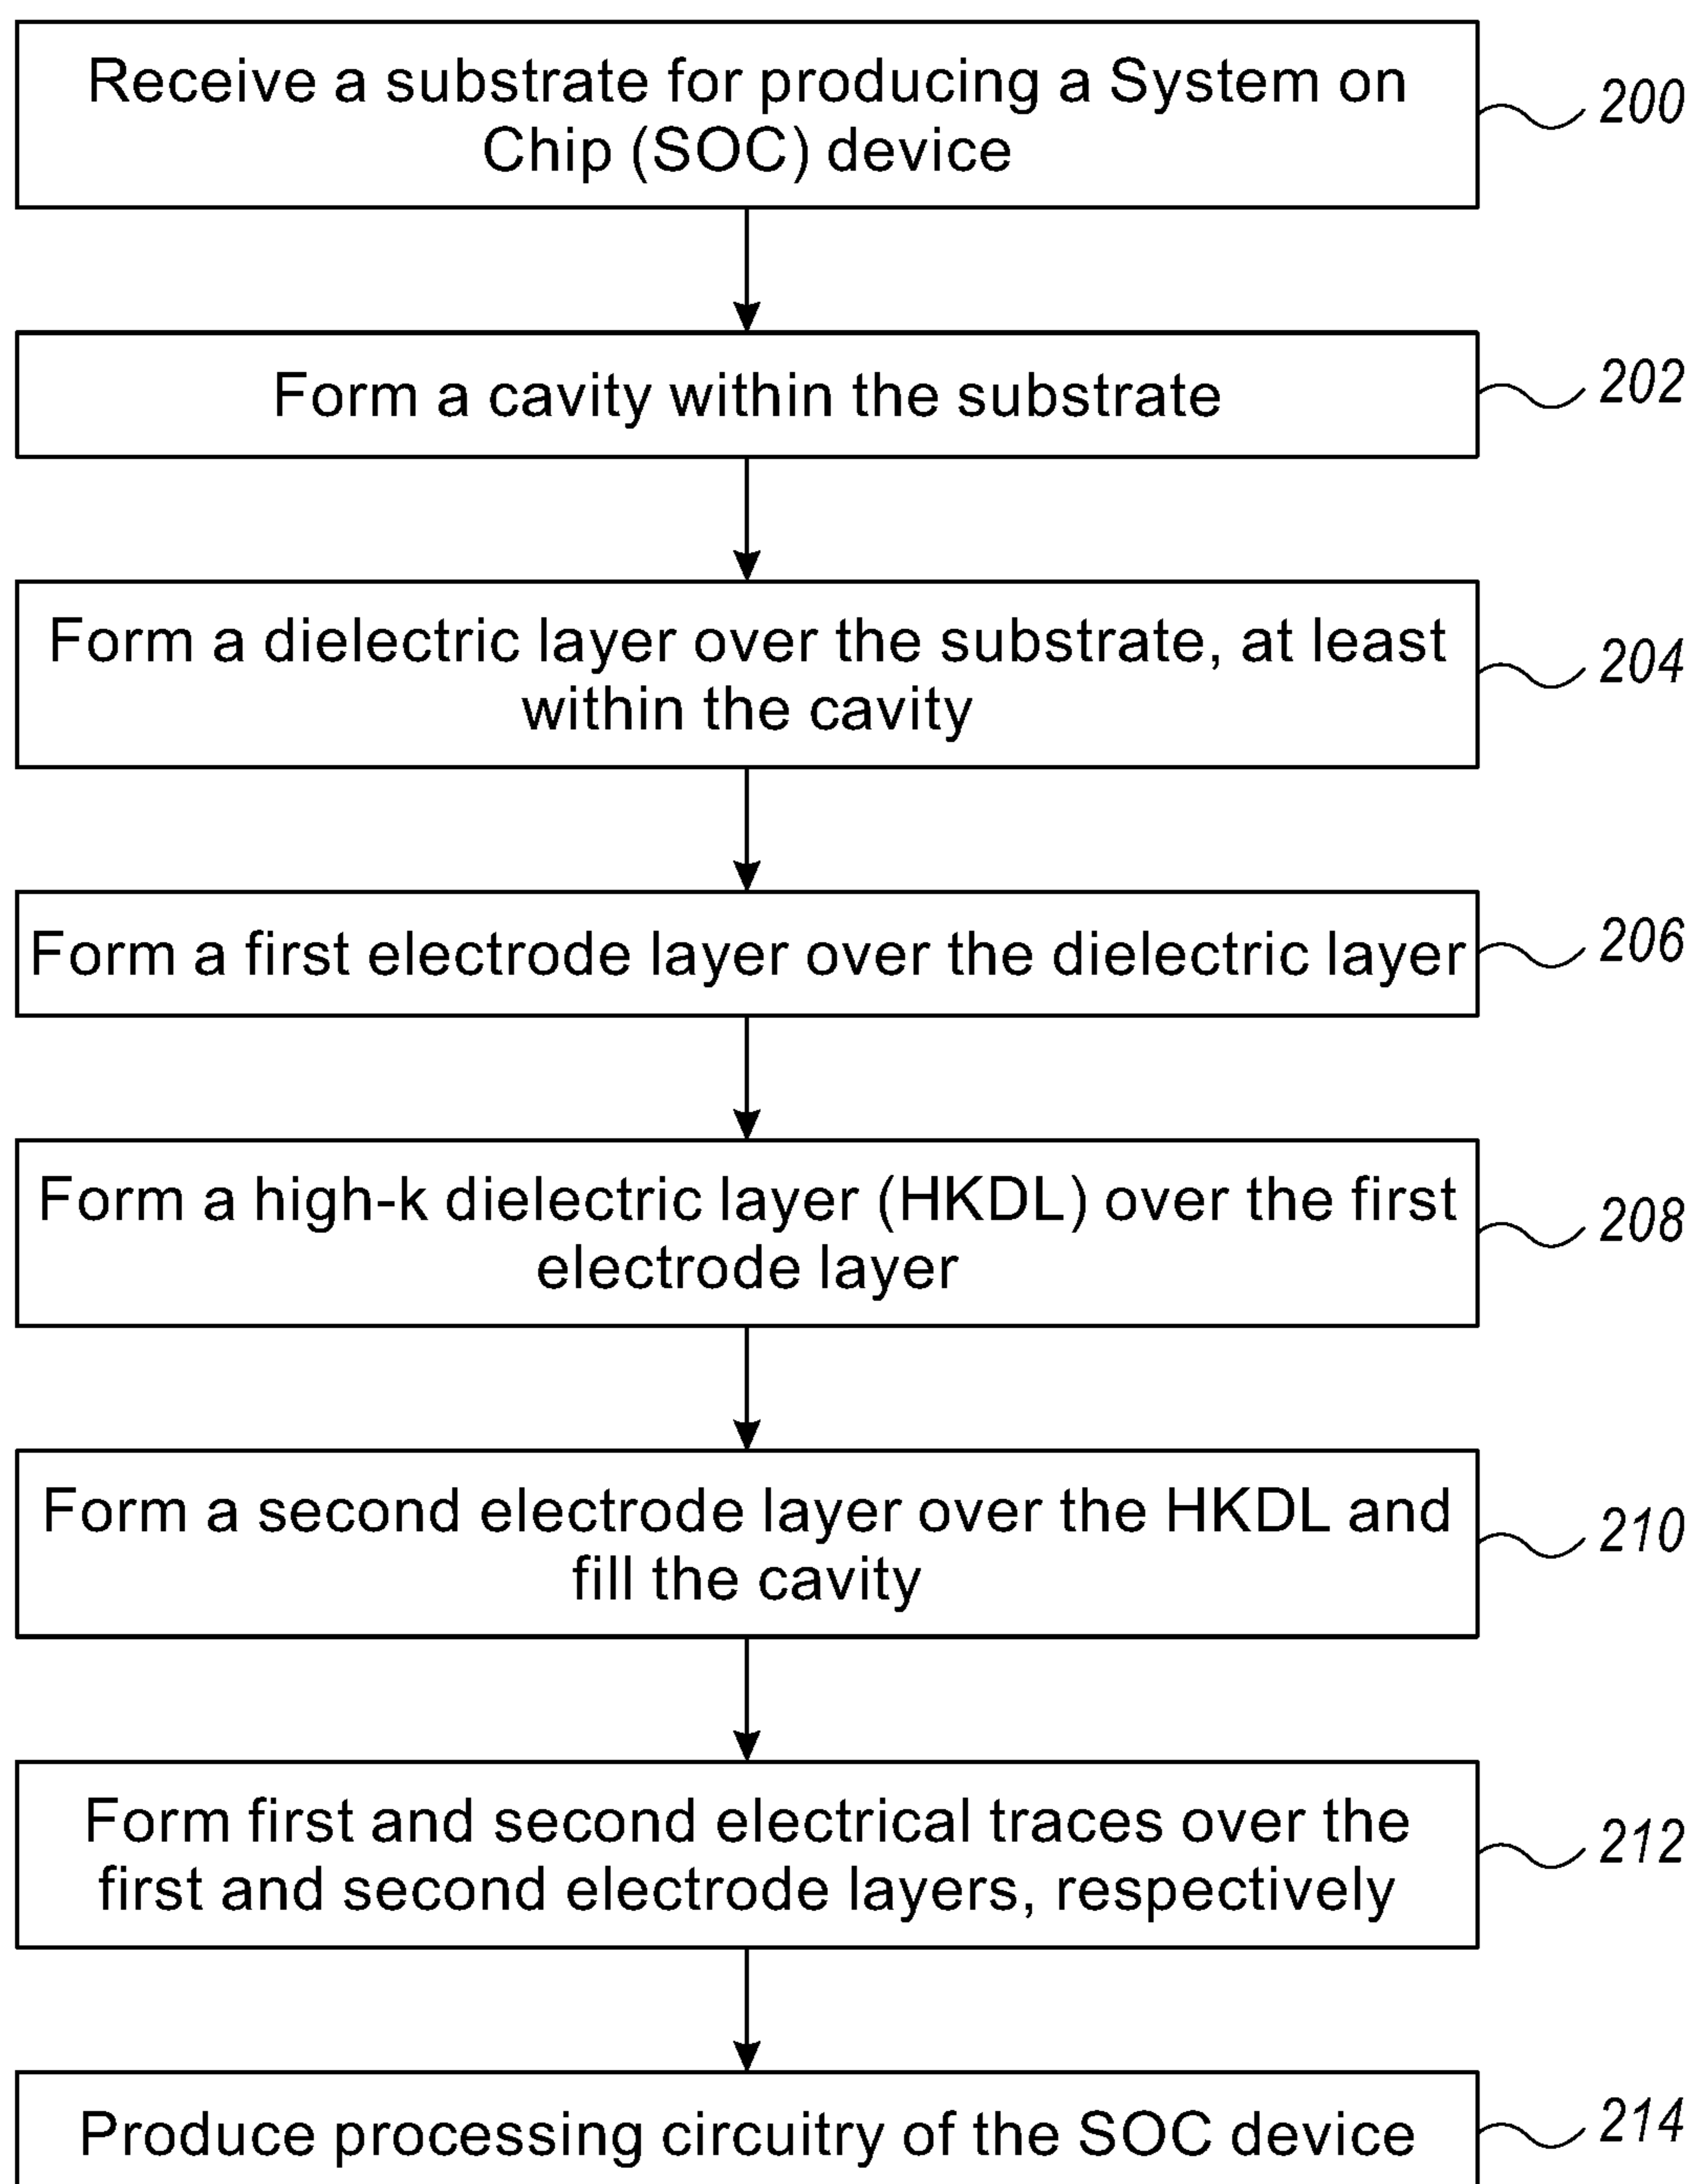 Receive a substrate for producing a System on
Chip (SOC) device
200
Form a cavity within the substrate
202
Form a dielectric layer over the substrate, at least
within the cavity
204
Form a first electrode layer over the dielectric layer
206
Form a high-k dielectric layer (HKDL) over the first
electrode layer
208
Form a second electrode layer over the HKDL and
fill the cavity
210
Form first and second electrical traces over the
first and second electrode layers, respectively
212
Produce processing circuitry of the SOC device
214